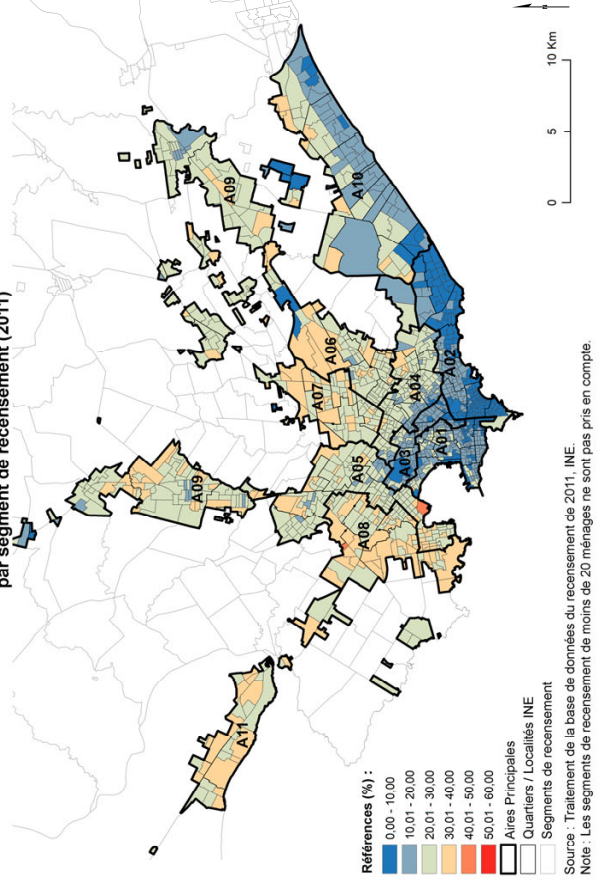 par segment de recensement (2011)
A11
A09
A09
A08
A05
A07
A06
A03
A04
A01
A02
A10
Références (%) :
0,00 - 10,00
10,01 - 20,00
20,01 - 30,00
30,01 - 40,00
40,01 - 50,00
50,01 - 60,00
Aires Principales
Quartiers / Localités INE
Segments de recensement
0 5 10 Km
Source : Traitement de la base de données du recensement de 2011, INE.
Note : Les segments de recensement de moins de 20 ménages ne sont pas pris en compte.